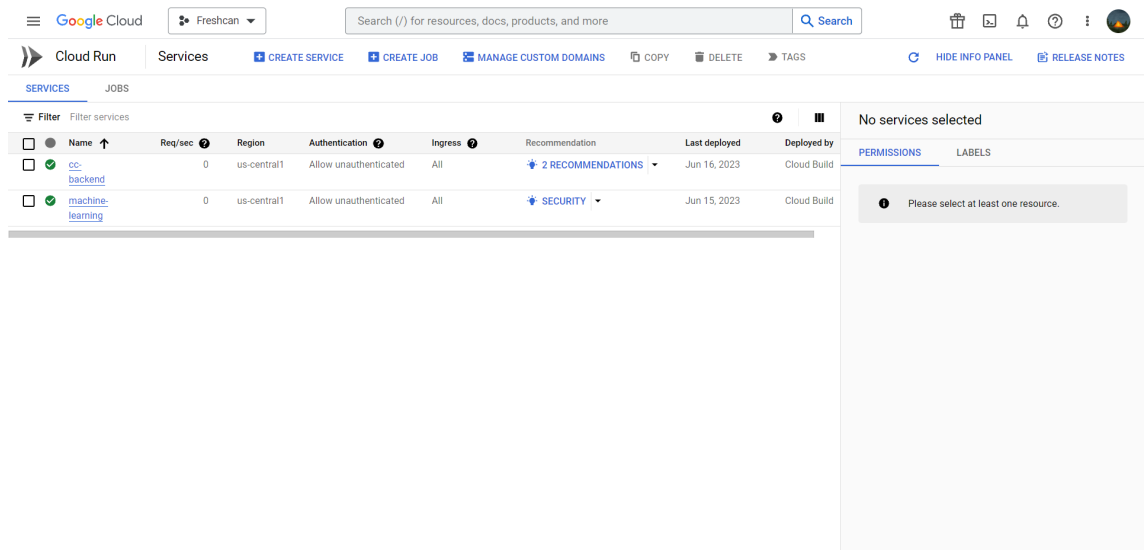 Google Cloud
Freshcan
Search (/) for resources, docs, products, and more
Search
Cloud Run
Services
CREATE SERVICE
CREATE JOB
MANAGE CUSTOM DOMAINS
COPY
DELETE
TAGS
HIDE INFO PANEL
RELEASE NOTES
SERVICES
JOBS
Filter
Filter services
Name
Req/sec
Region
Authentication
Ingress
Recommendation
Last deployed
Deployed by
cc-
backend
0
us-central1
Allow unauthenticated
All
2 RECOMMENDATIONS
Jun 16, 2023
Cloud Build
machine-
learning
0
us-central1
Allow unauthenticated
All
SECURITY
Jun 15, 2023
Cloud Build
No services selected
PERMISSIONS
LABELS
Please select at least one resource.